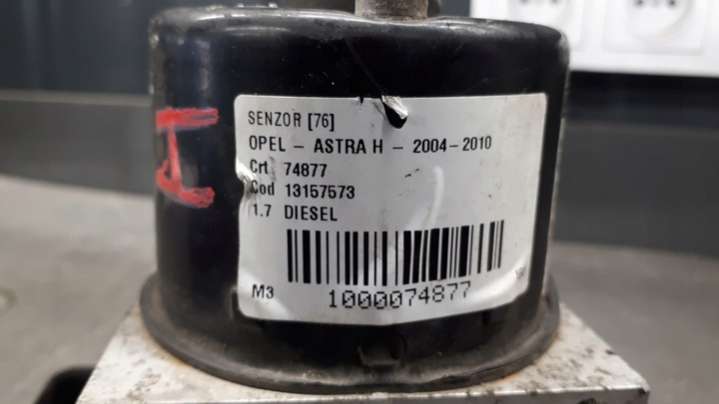 I
SENZOR [76]
OPEL - ASTRA H - 2004-2010
Crt 74877
Cod 13157573
1.7 DIESEL
M3
1000074877